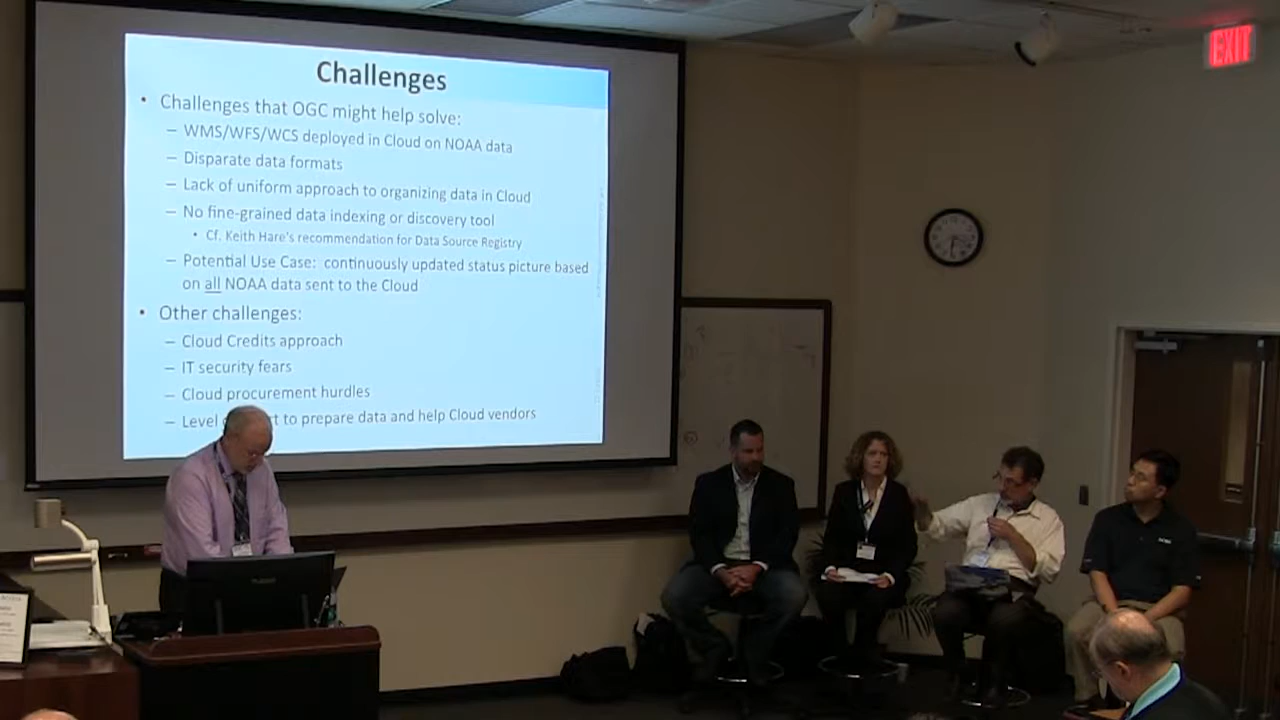 Challenges
• Challenges that OGC might help solve:
– WMS/WFS/WCS deployed in Cloud on NOAA data
– Disparate data formats
– Lack of uniform approach to organizing data in Cloud
– No fine-grained data indexing or discovery tool
• Cf. Keith Hare's recommendation for Data Source Registry
– Potential Use Case: continuously updated status picture based
on all NOAA data sent to the Cloud
• Other challenges:
– Cloud Credits approach
– IT security fears
– Cloud procurement hurdles
– Level to prepare data and help Cloud vendors
EXIT